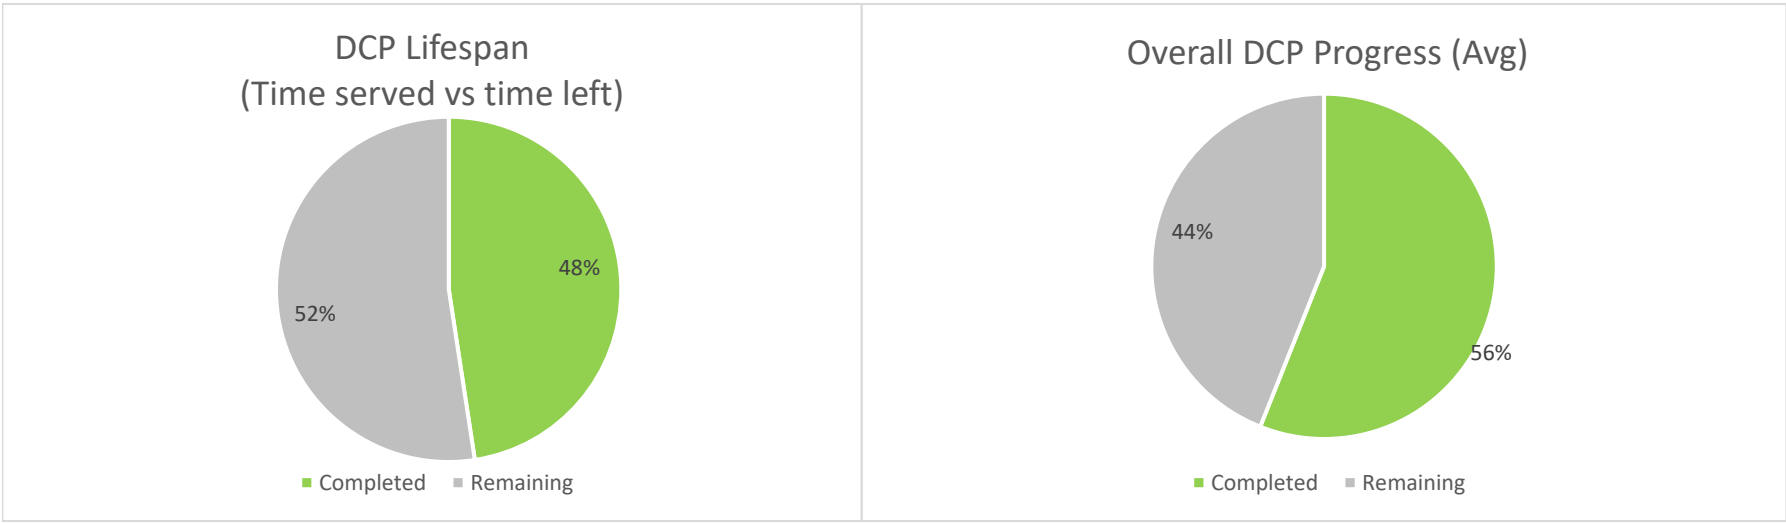 DCP Lifespan
(Time served vs time left)
48%
52%
Completed Remaining
Overall DCP Progress (Avg)
44%
56%
Completed Remaining